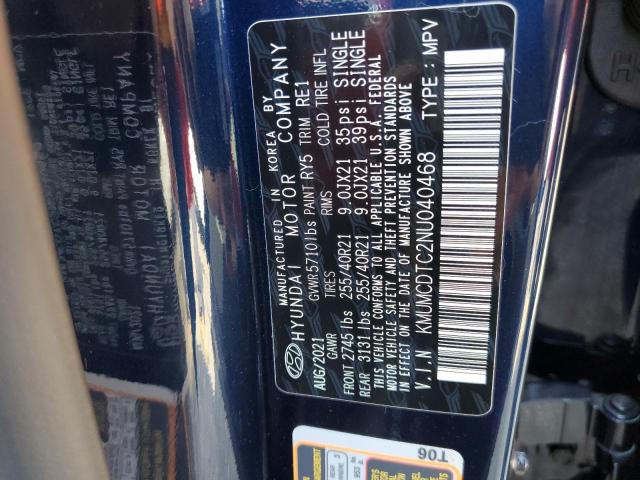 MANUFACTURED IN KOREA BY
HYUNDAI MOTOR COMPANY
AUG/2021 GVWR 5710lbs PAINT RY5 TRIM RE1
GAWR TIRES RIMS COLD TIRE INFL
FRONT 2745lbs 255/40R21 9.0JX21 35psi SINGLE
REAR 3131lbs 255/40R21 9.0JX21 39psi SINGLE
THIS VEHICLE CONFORMS TO ALL APPLICABLE U.S.A. FEDERAL
MOTOR VEHICLE SAFETY AND THEFT PREVENTION STANDARDS
IN EFFECT ON THE DATE OF MANUFACTURE SHOWN ABOVE
V.I.N KMUMCDTC2NU040468 TYPE : MPV
T06
REAR